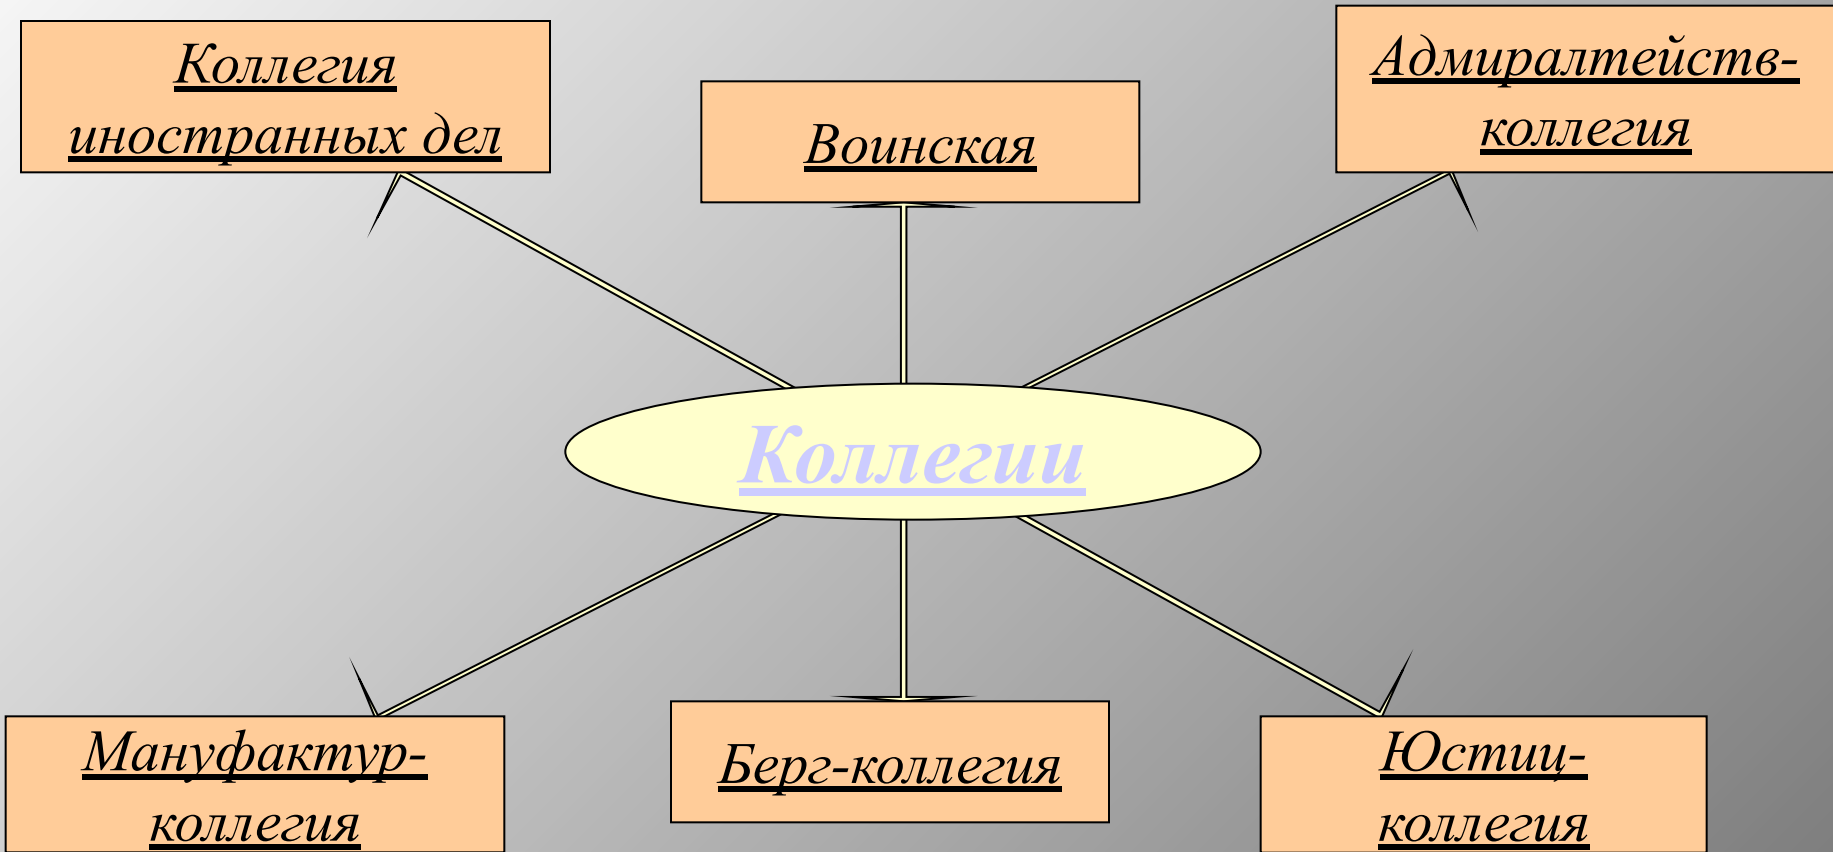 Коллегия
иностранных дел
Воинская
Адмиралтейств-
коллегия
Коллегии
Мануфактур-
коллегия
Берг-коллегия
Юстиц-
коллегия